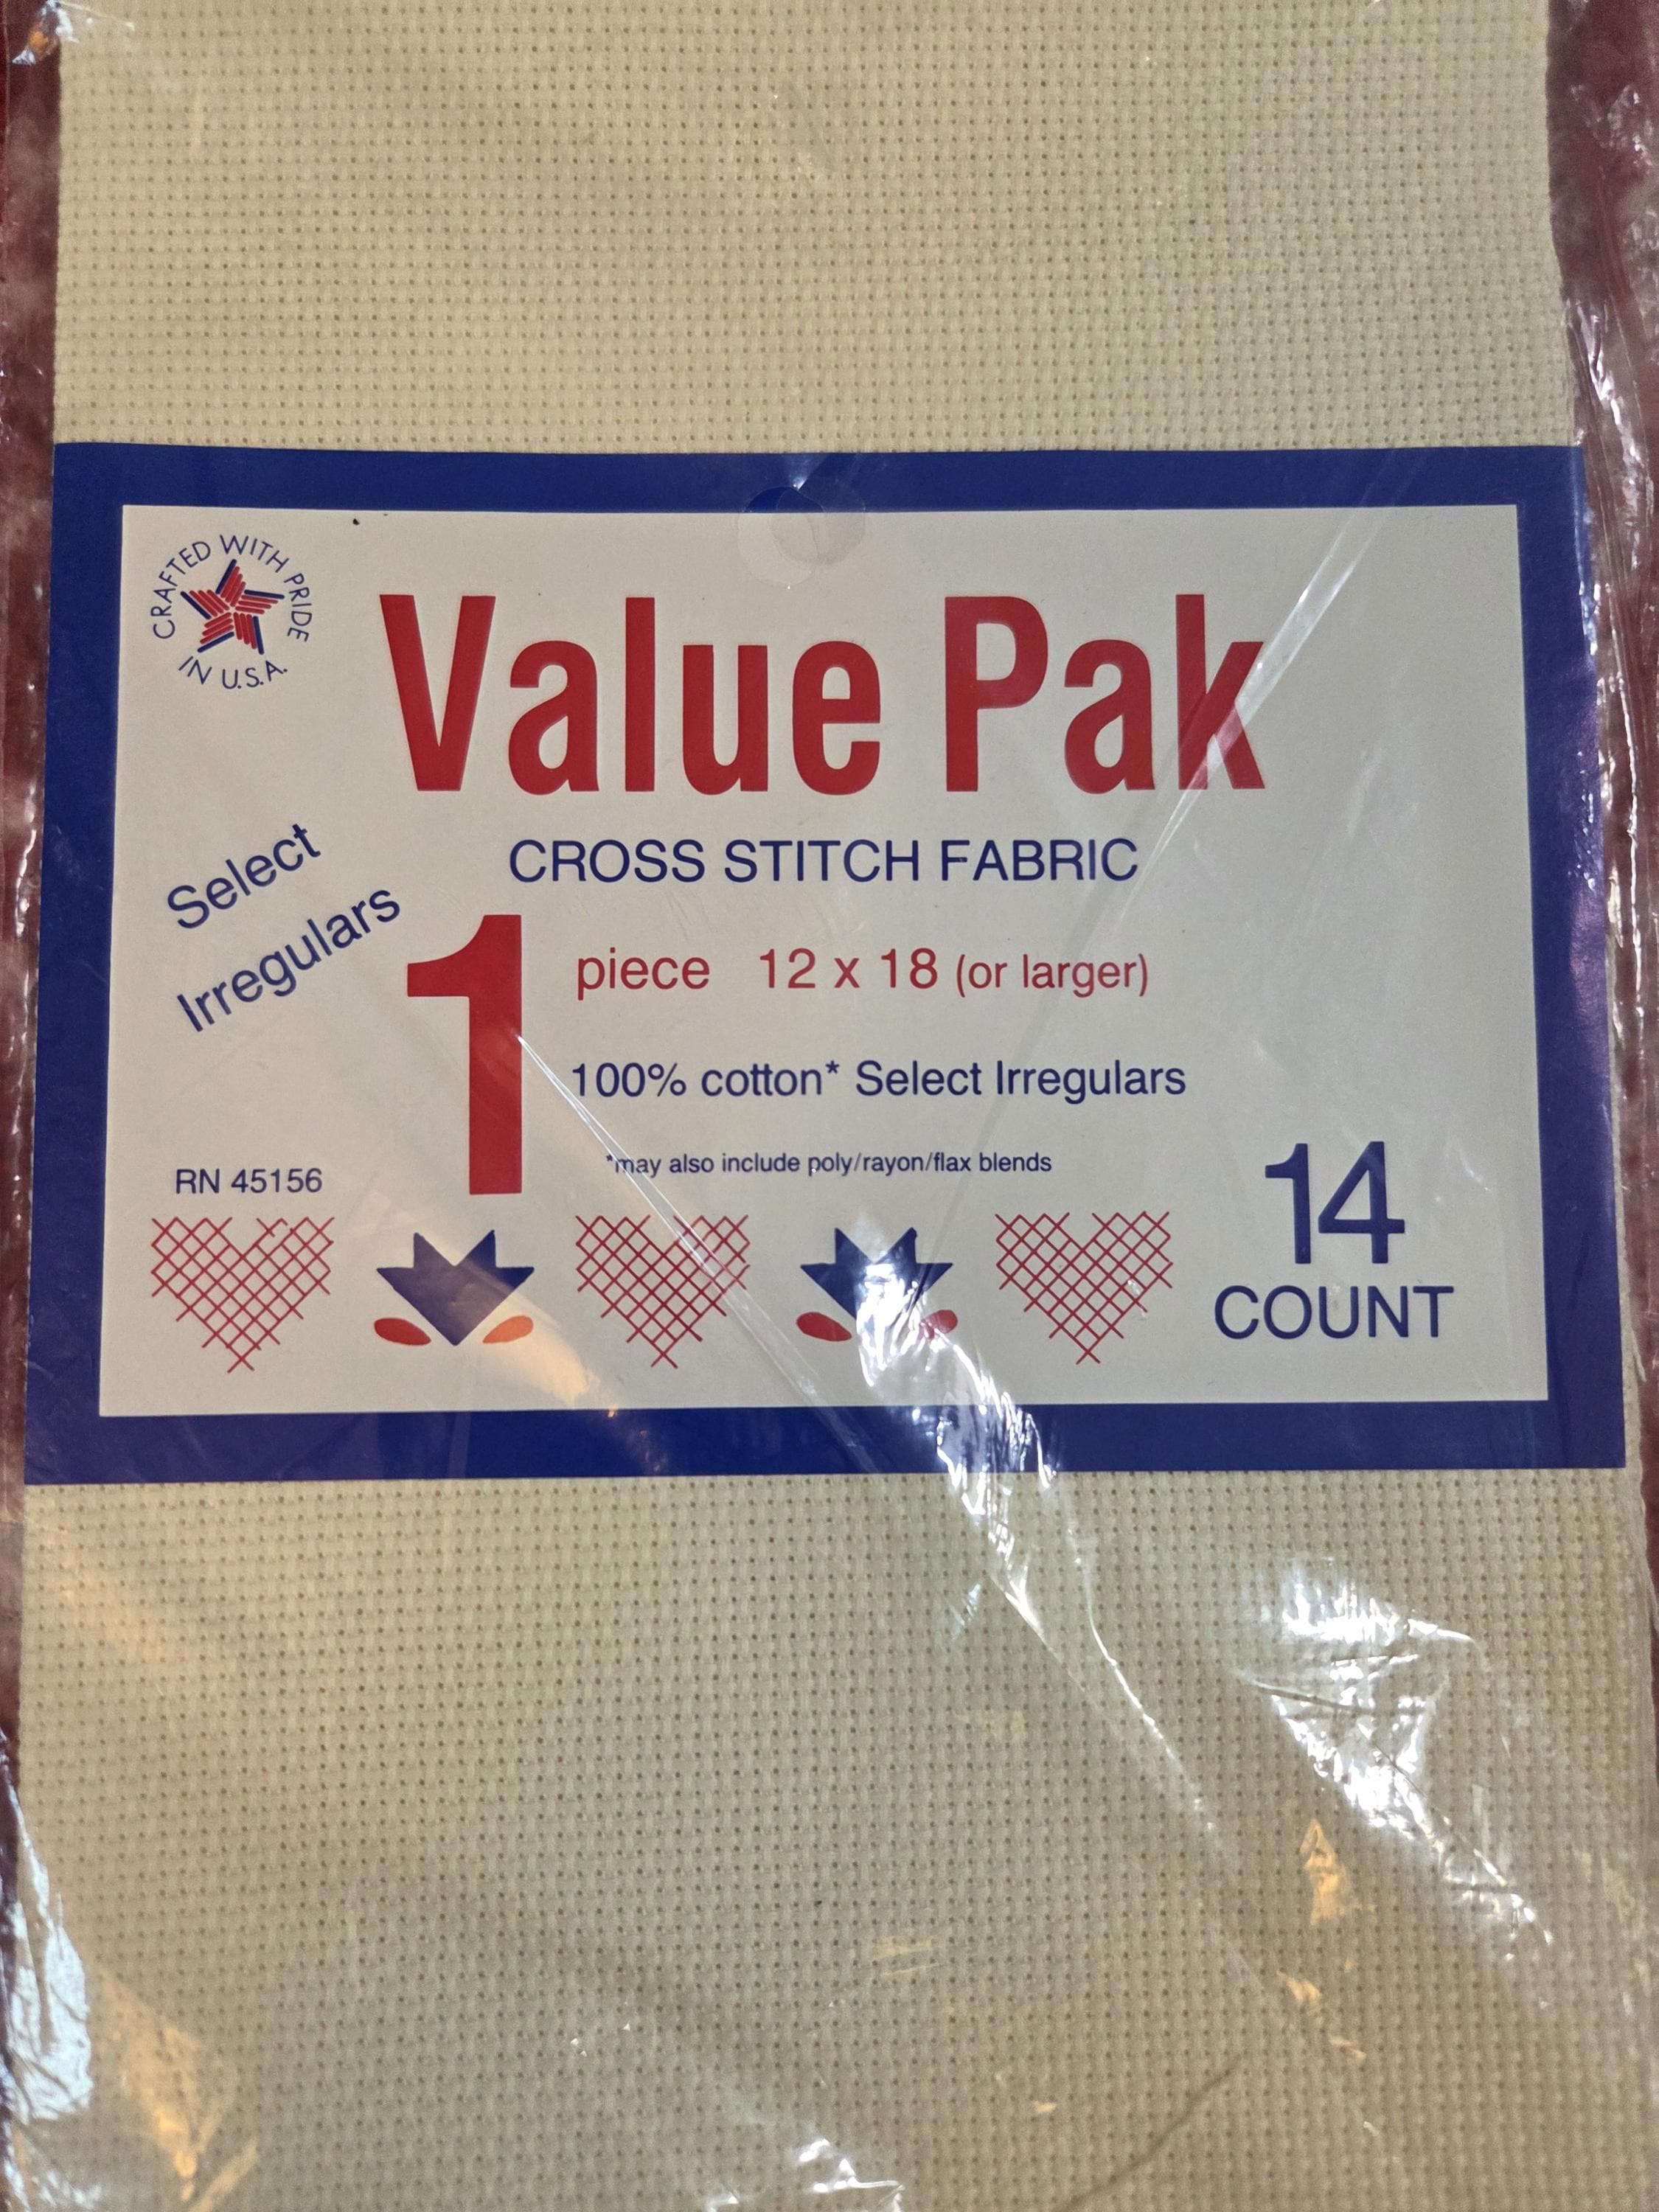 CRAFTED WITH PRIDE
IN U.S.A.
Value Pak
CROSS STITCH FABRIC
Select
Irregulars
1 piece 12 x 18 (or larger)
100% cotton* Select Irregulars
*may also include poly/rayon/flax blends
RN 45156
14
COUNT